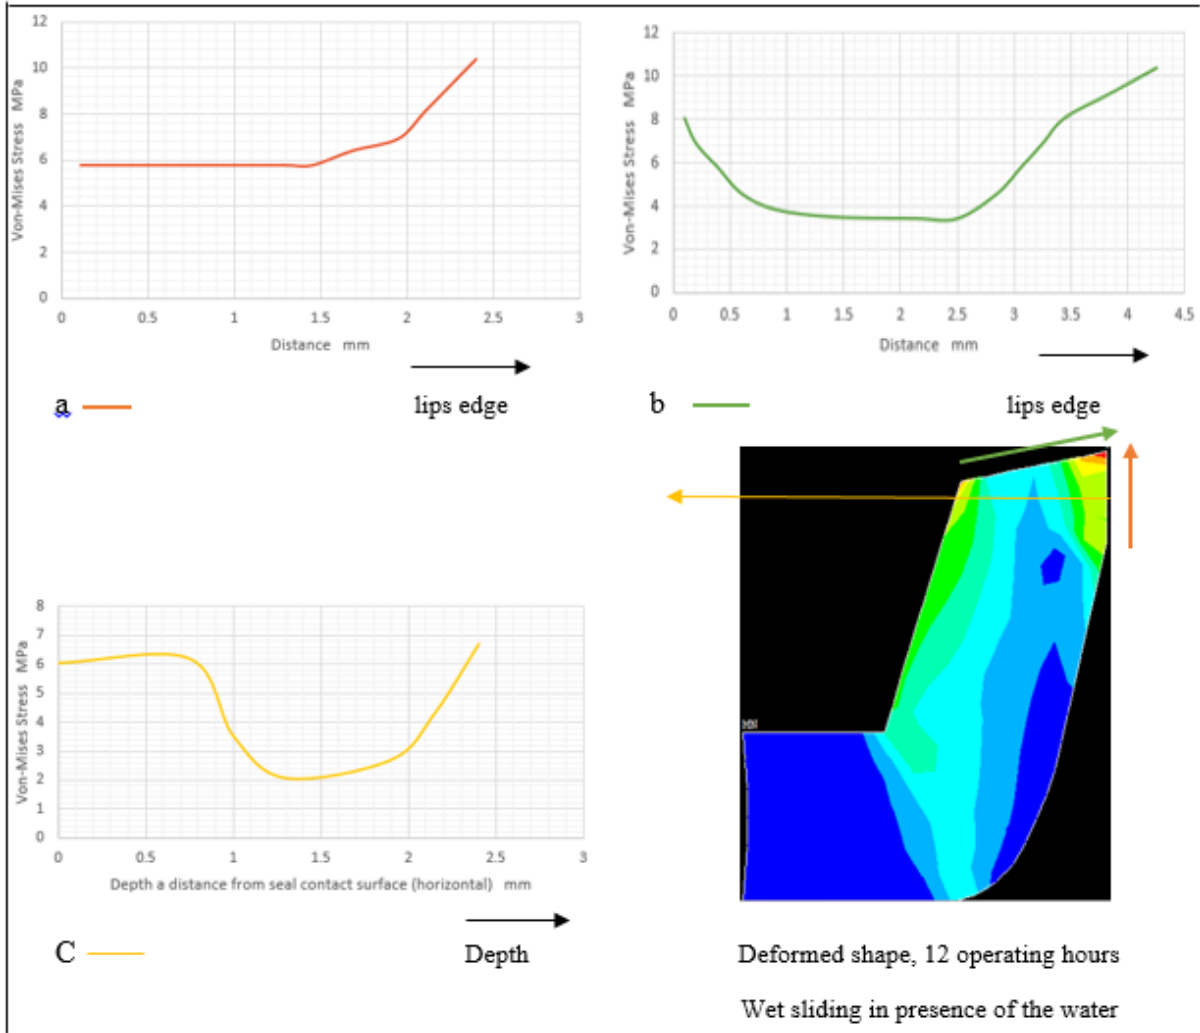 12
10
8
6
4
2
0
Von-Mises Stress MPa
0 0.5 1 1.5 2 2.5 3
Distance mm
a
lips edge
12
10
8
6
4
2
0
Von-Mises Stress MPa
0 0.5 1 1.5 2 2.5 3 3.5 4 4.5
Distance mm
b
lips edge
8
7
6
5
4
3
2
1
0
Von-Mises Stress MPa
0 0.5 1 1.5 2 2.5 3
Depth a distance from seal contact surface (horizontal) mm
C
Depth
MN
Deformed shape, 12 operating hours
Wet sliding in presence of the water